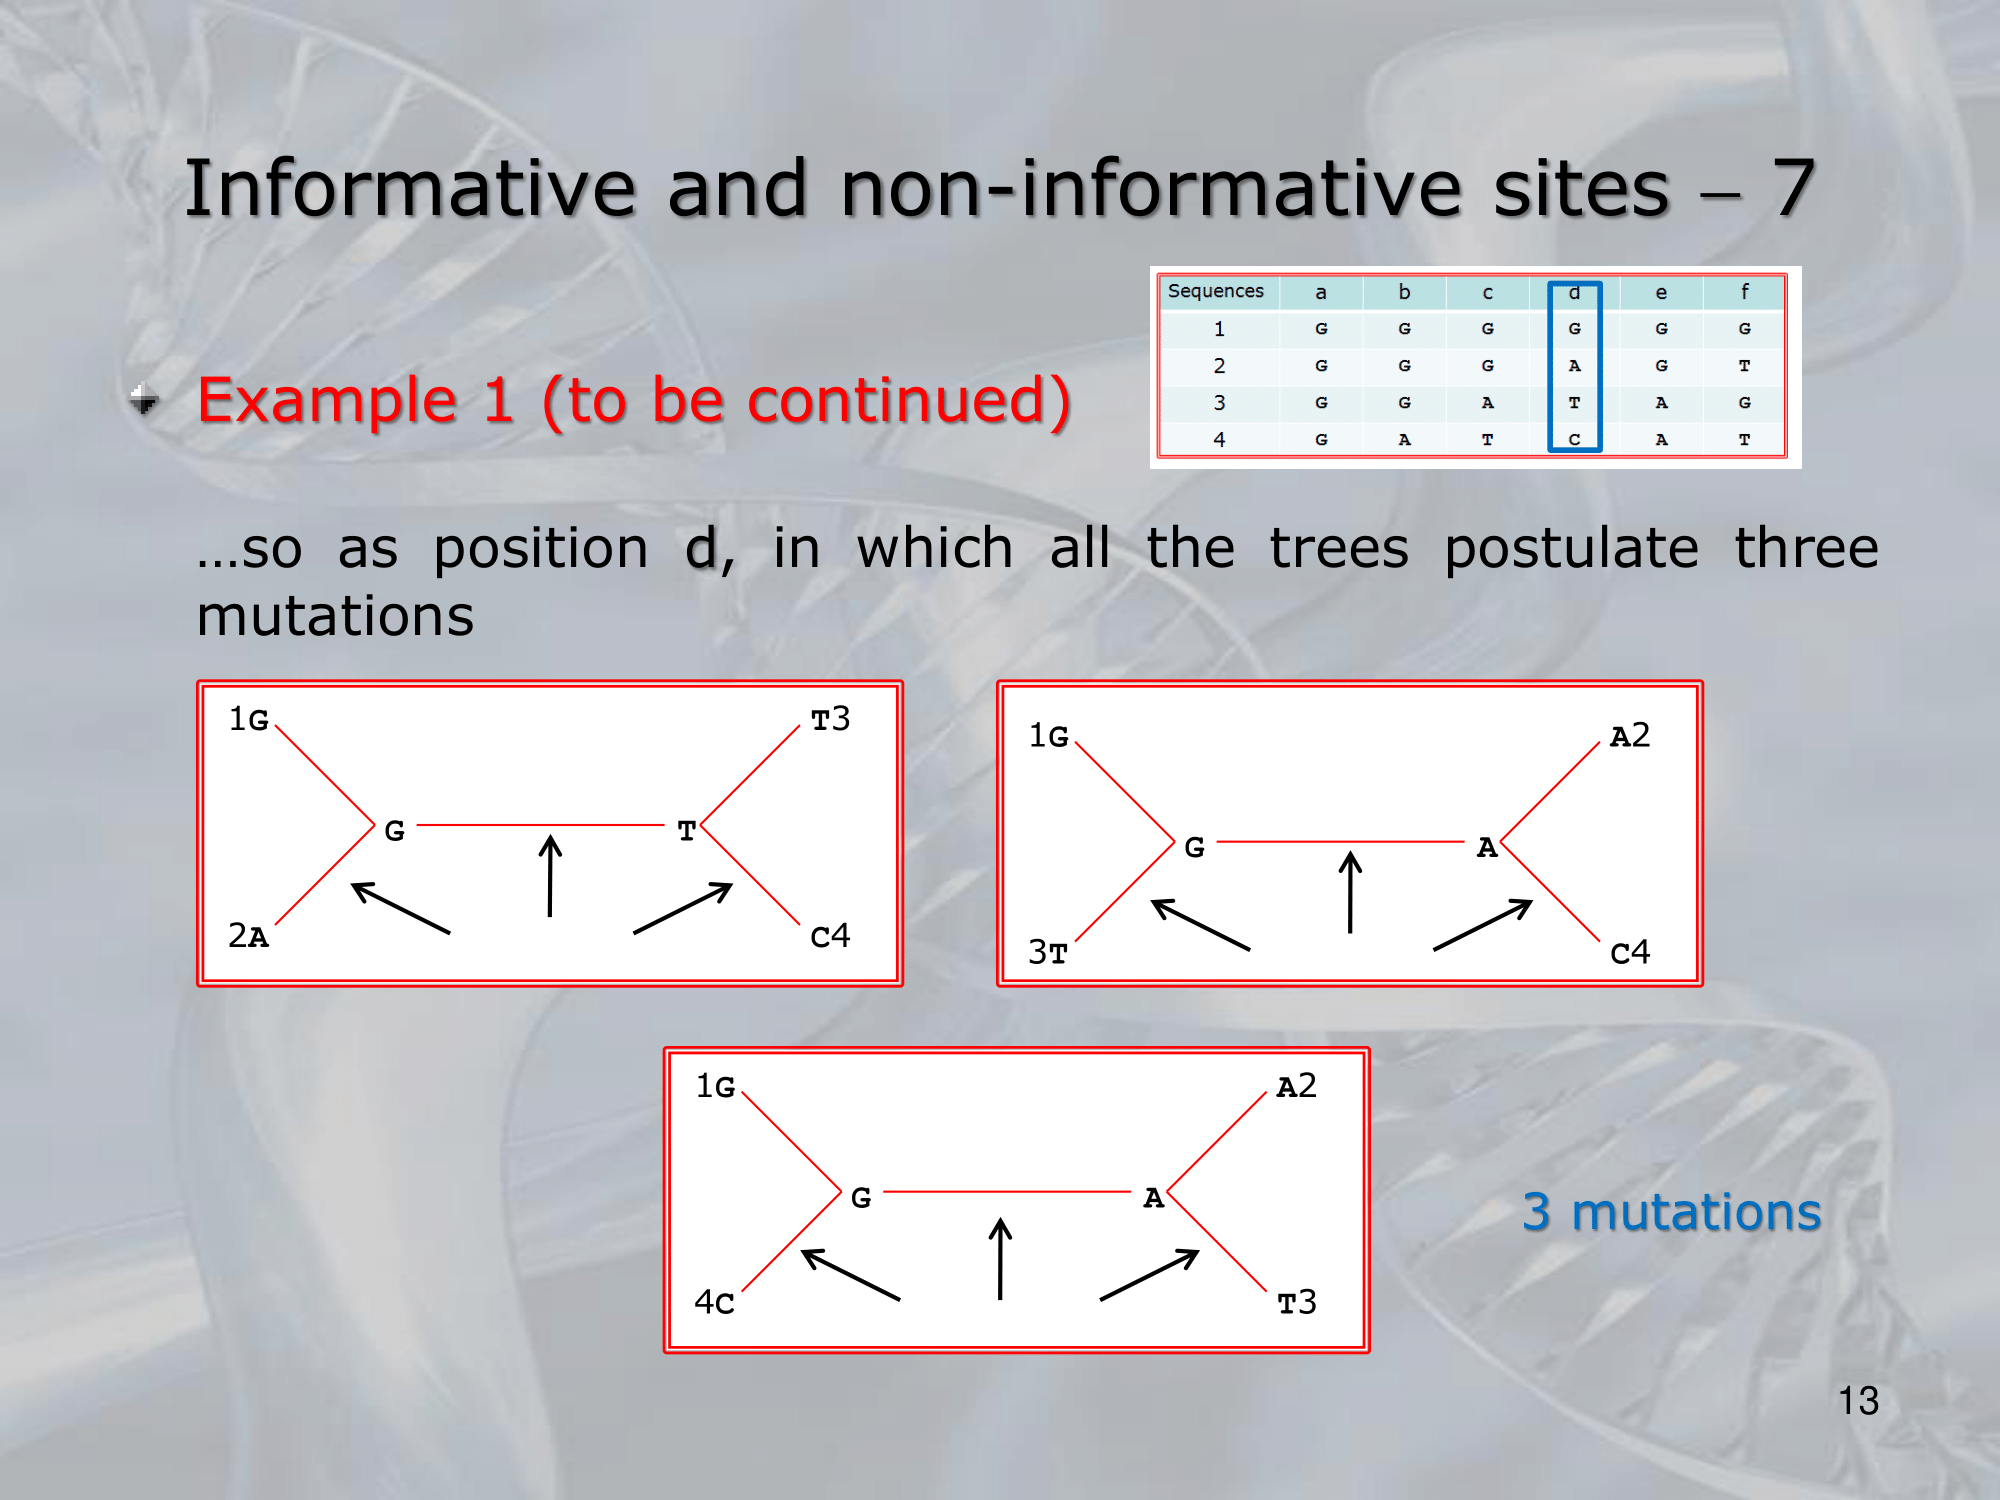 Informative and non-informative sites – 7
Sequences a b c d e f
1 G G G G G G
2 G G G A G T
3 G G A T A G
4 G A T C A T
Example 1 (to be continued)
…so as position d, in which all the trees postulate three
mutations
1G T3
G T
2A C4
1G A2
G A
3T C4
1G A2
G A
4C T3
3 mutations
13